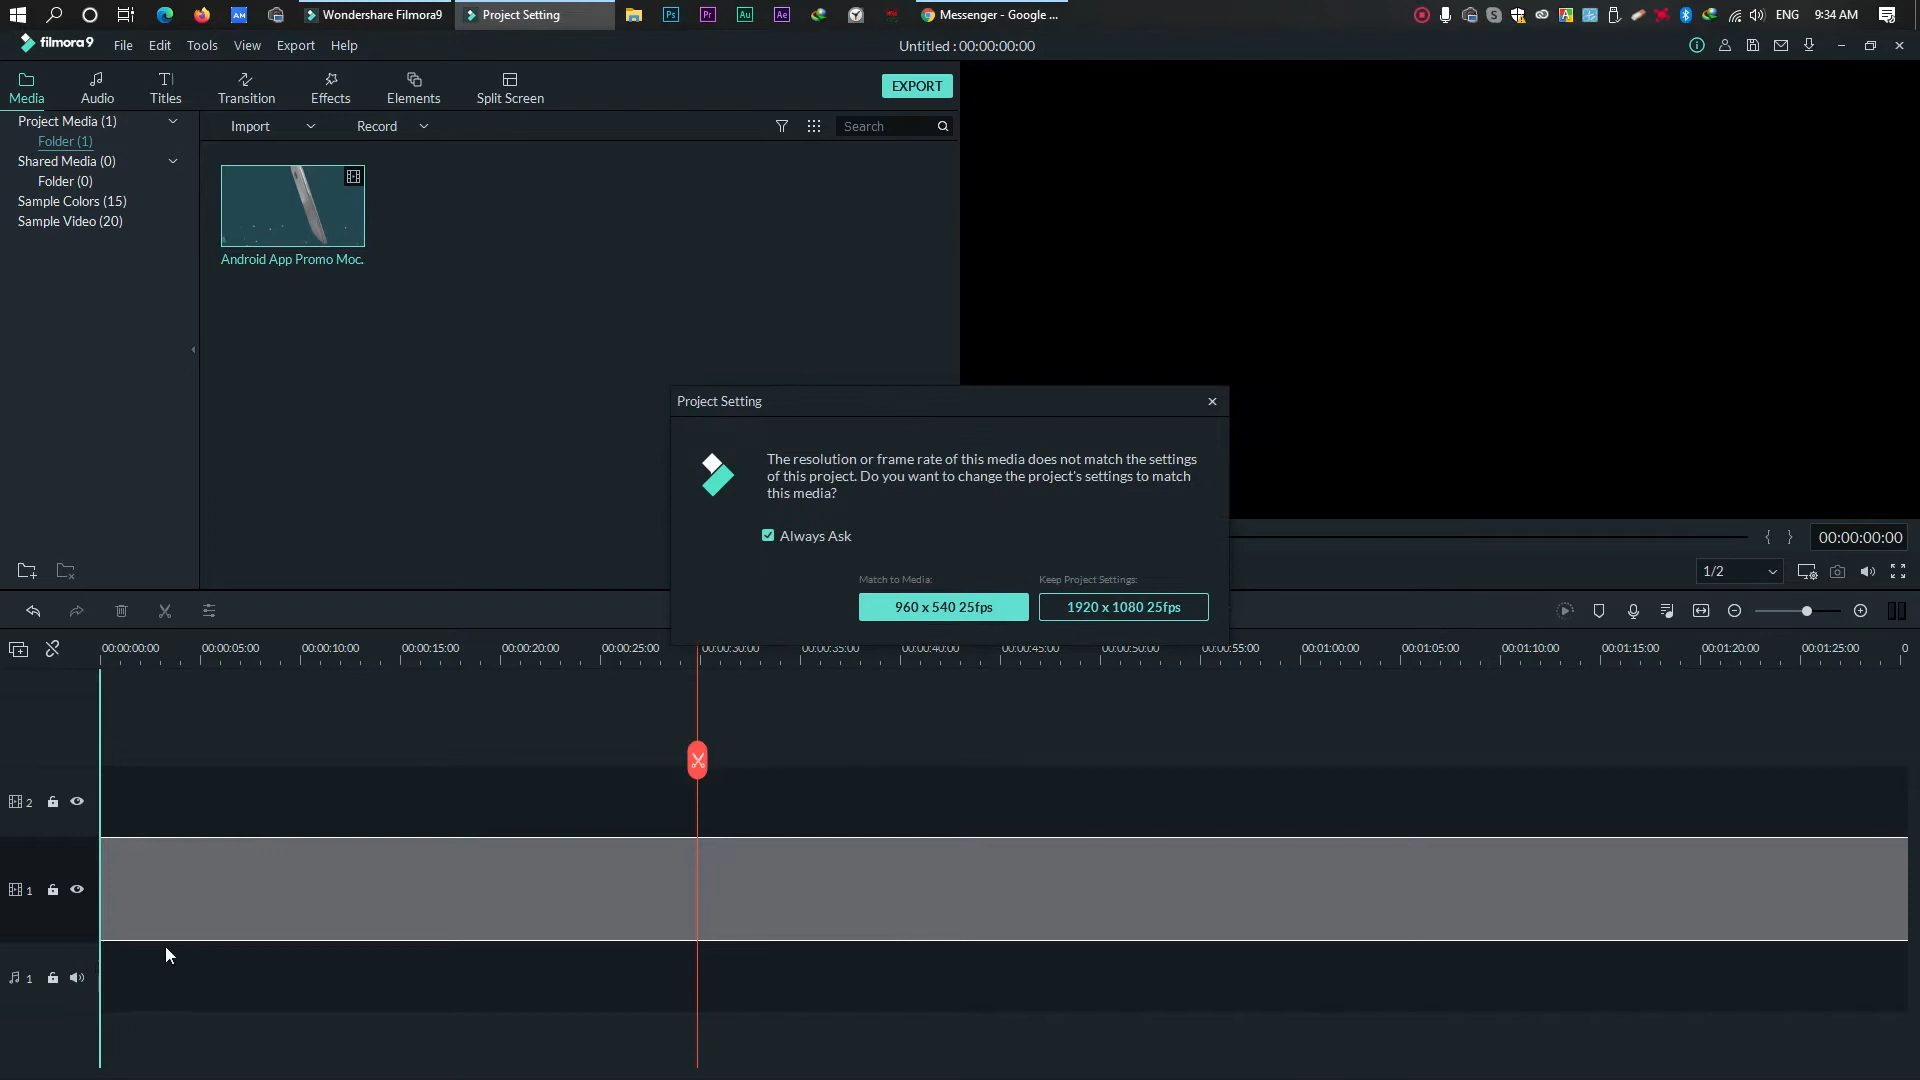 Wondershare Filmora9
Project Setting
Ps
Pr
Au
Ae
Messenger - Google ...
ENG
9:34 AM
filmora9
File
Edit
Tools
View
Export
Help
Untitled : 00:00:00:00
Media
Audio
Titles
Transition
Effects
Elements
Split Screen
EXPORT
Project Media (1)
Folder (1)
Shared Media (0)
Folder (0)
Sample Colors (15)
Sample Video (20)
Import
Record
Search
Android App Promo Moc.
Project Setting
The resolution or frame rate of this media does not match the settings
of this project. Do you want to change the project's settings to match
this media?
Always Ask
Match to Media:
Keep Project Settings:
960 x 540 25fps
1920 x 1080 25fps
00:00:00:00
1/2
00:00:00:00
00:00:05:00
00:00:10:00
00:00:15:00
00:00:20:00
00:00:25:00
00:00:30:00
00:00:35:00
00:00:40:00
00:00:45:00
00:00:50:00
00:00:55:00
00:01:00:00
00:01:05:00
00:01:10:00
00:01:15:00
00:01:20:00
00:01:25:00
0
2
1
1